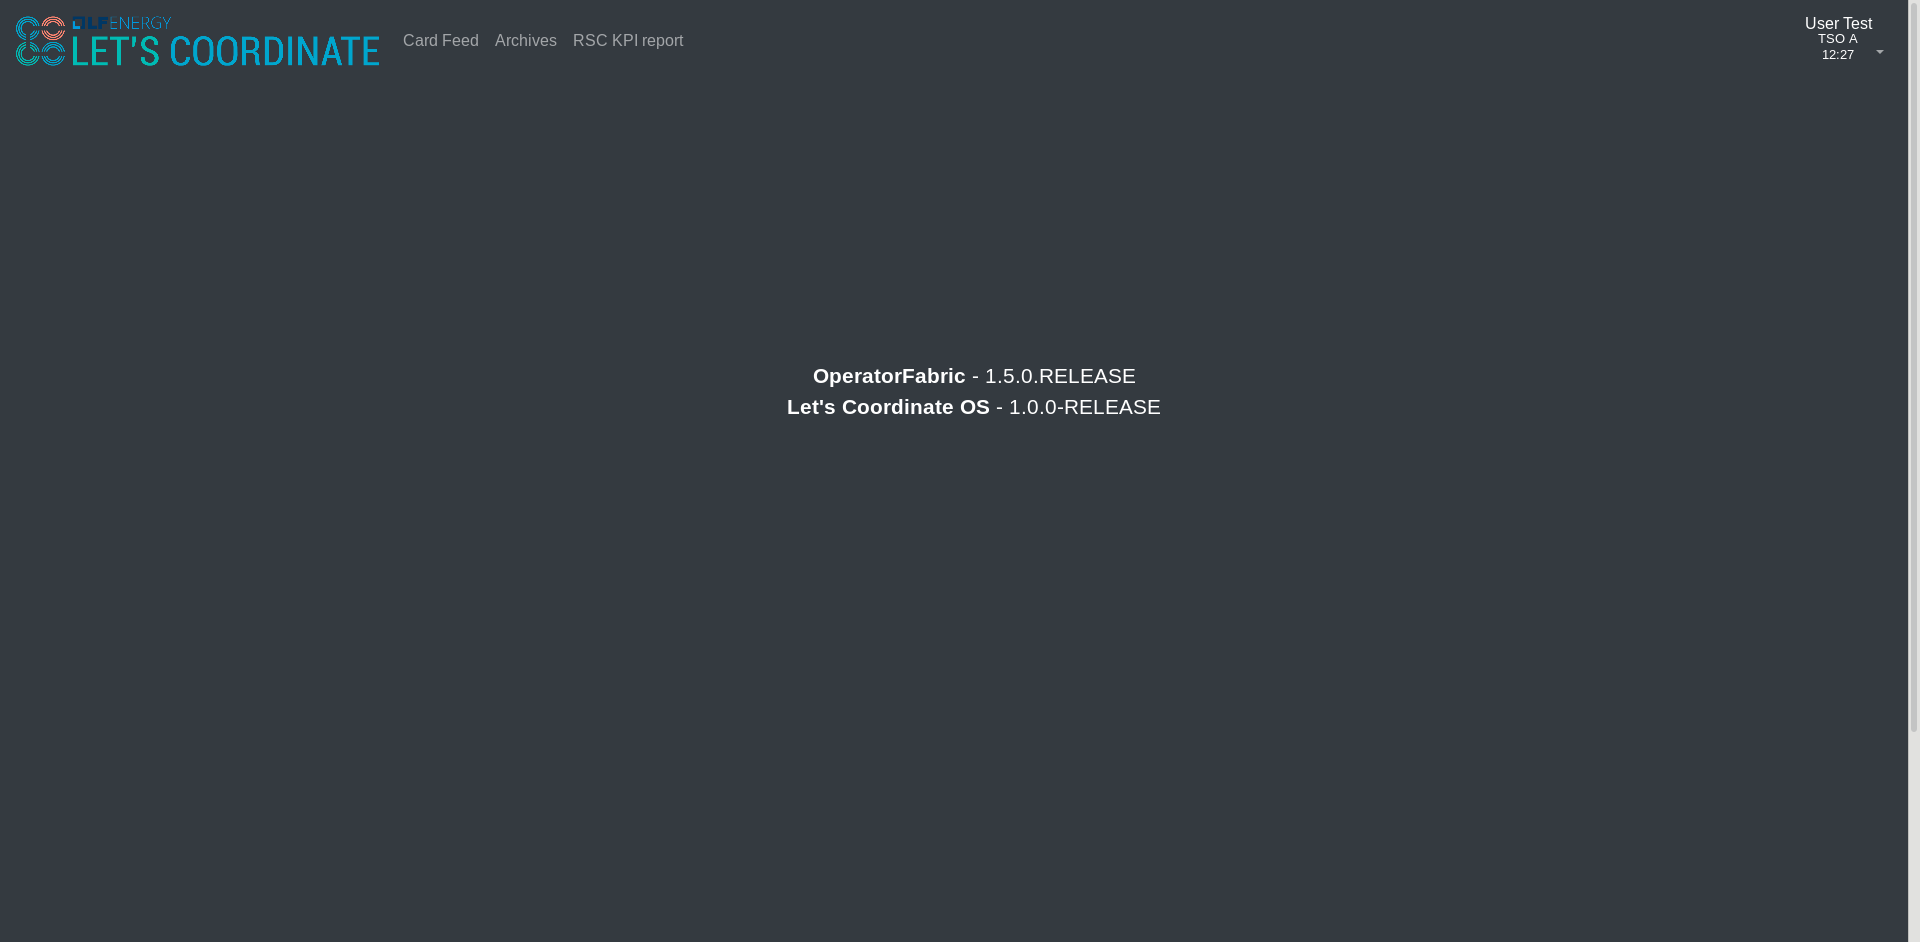 LF ENERGY
LET'S COORDINATE
Card Feed
Archives
RSC KPI report
User Test
TSO A
12:27
OperatorFabric - 1.5.0.RELEASE
Let's Coordinate OS - 1.0.0-RELEASE